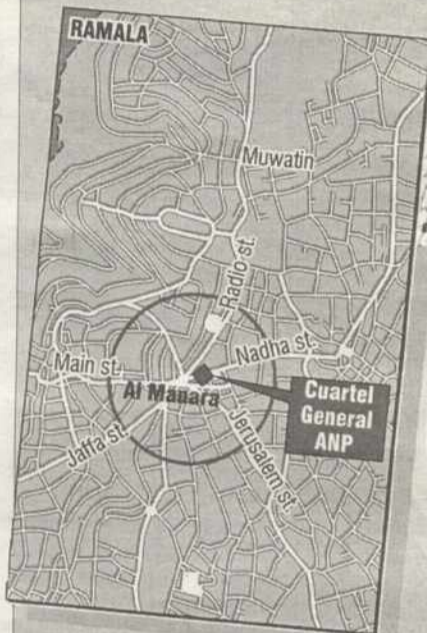 RAMALA
Muwatin
Radio st.
Nadha st.
Main st.
Al Manara
Cuartel
General
ANP
Jaffa st.
Jerusalem st.